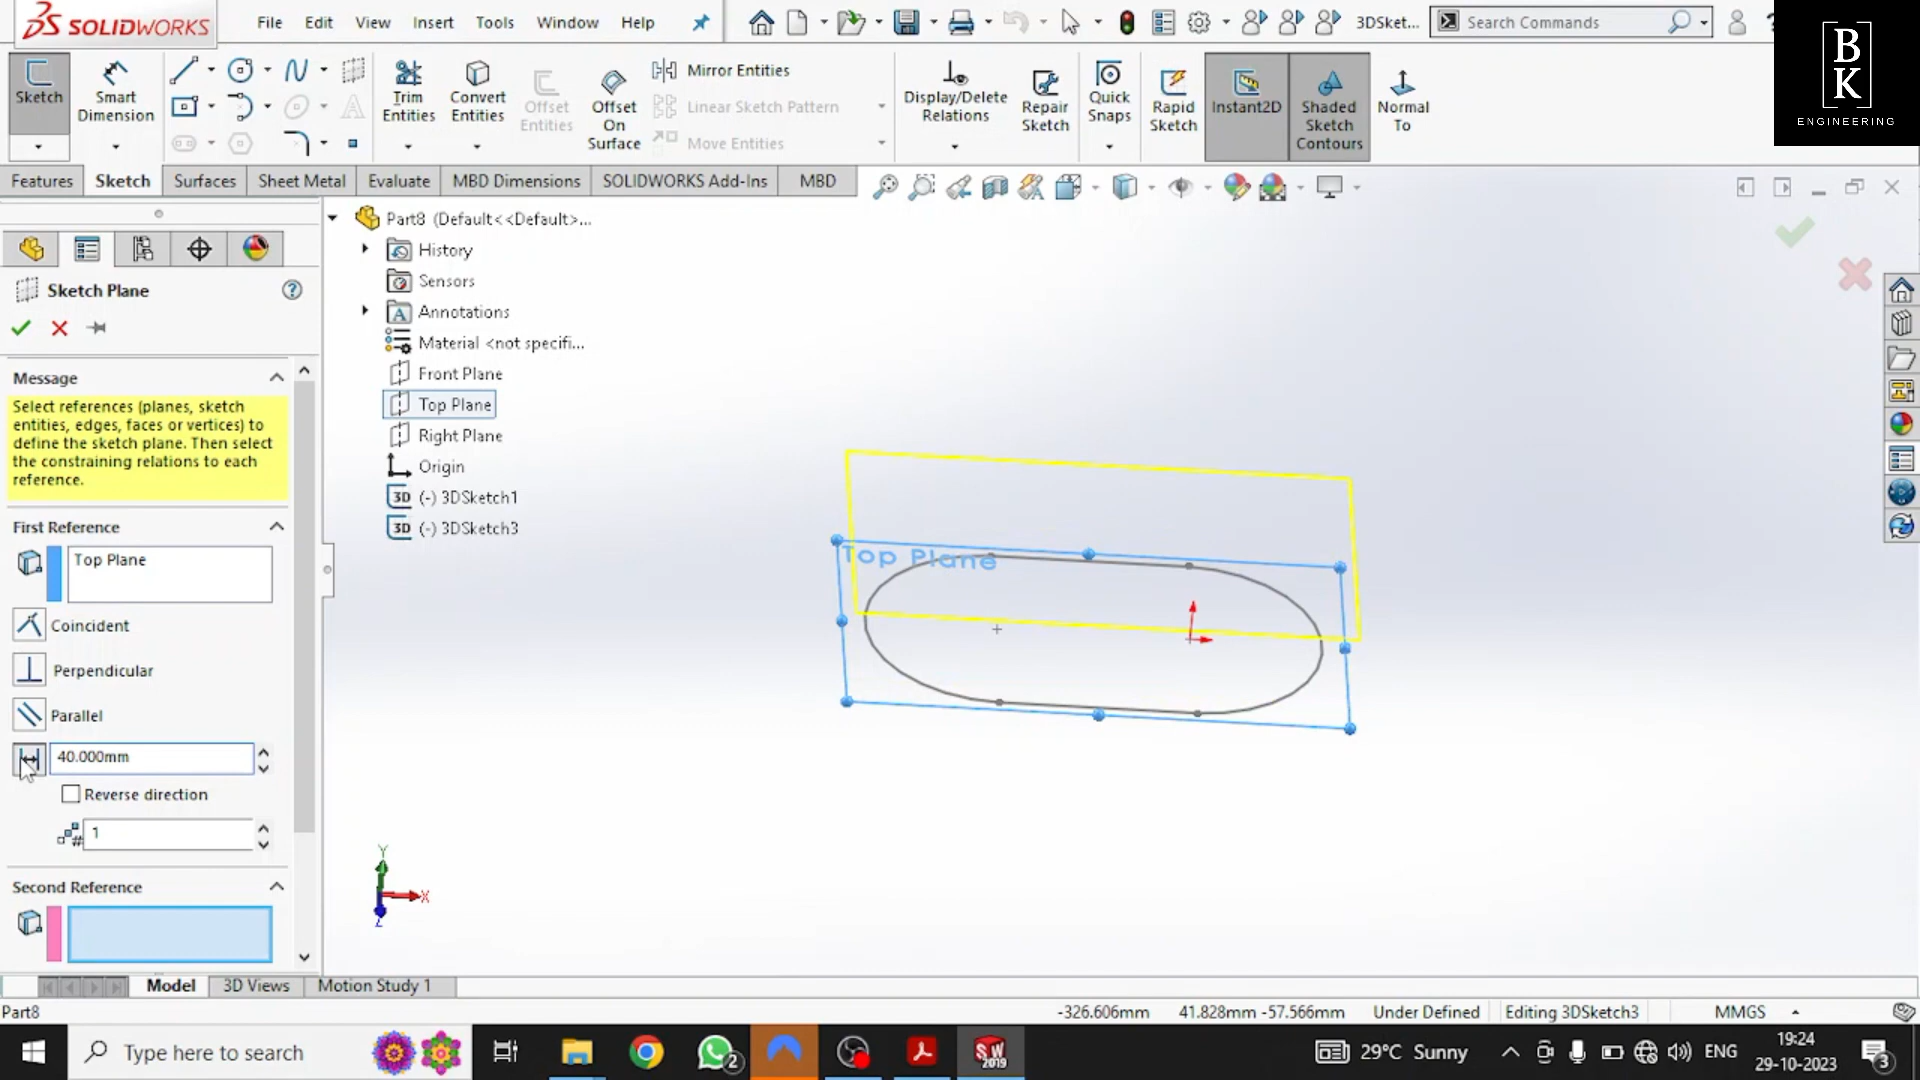 SOLIDWORKS
File
Edit
View
Insert
Tools
Window
Help
3DSket...
Search Commands
?
B
K
ENGINEERING
Sketch
Smart
Dimension
Trim
Entities
Convert
Entities
Offset
Entities
Offset
On
Surface
Mirror Entities
Linear Sketch Pattern
Move Entities
Display/Delete
Relations
Repair
Sketch
Quick
Snaps
Rapid
Sketch
Instant2D
Shaded
Sketch
Contours
Normal
To
Features
Sketch
Surfaces
Sheet Metal
Evaluate
MBD Dimensions
SOLIDWORKS Add-Ins
MBD
Sketch Plane
Message
Select references (planes, sketch
entities, edges, faces or vertices) to
define the sketch plane. Then select
the constraining relations to each
reference.
First Reference
Top Plane
Coincident
Perpendicular
Parallel
40.000mm
Reverse direction
1
Second Reference
Part8 (Default<<Default>...
History
Sensors
Annotations
Material <not specifi...
Front Plane
Top Plane
Right Plane
Origin
3D (-) 3DSketch1
3D (-) 3DSketch3
Top Plane
Y
X
Z
Model
3D Views
Motion Study 1
Part8
-326.606mm
41.828mm -57.566mm
Under Defined
Editing 3DSketch3
MMGS
Type here to search
2
SW
2019
29°C Sunny
ENG
19:24
29-10-2023
3